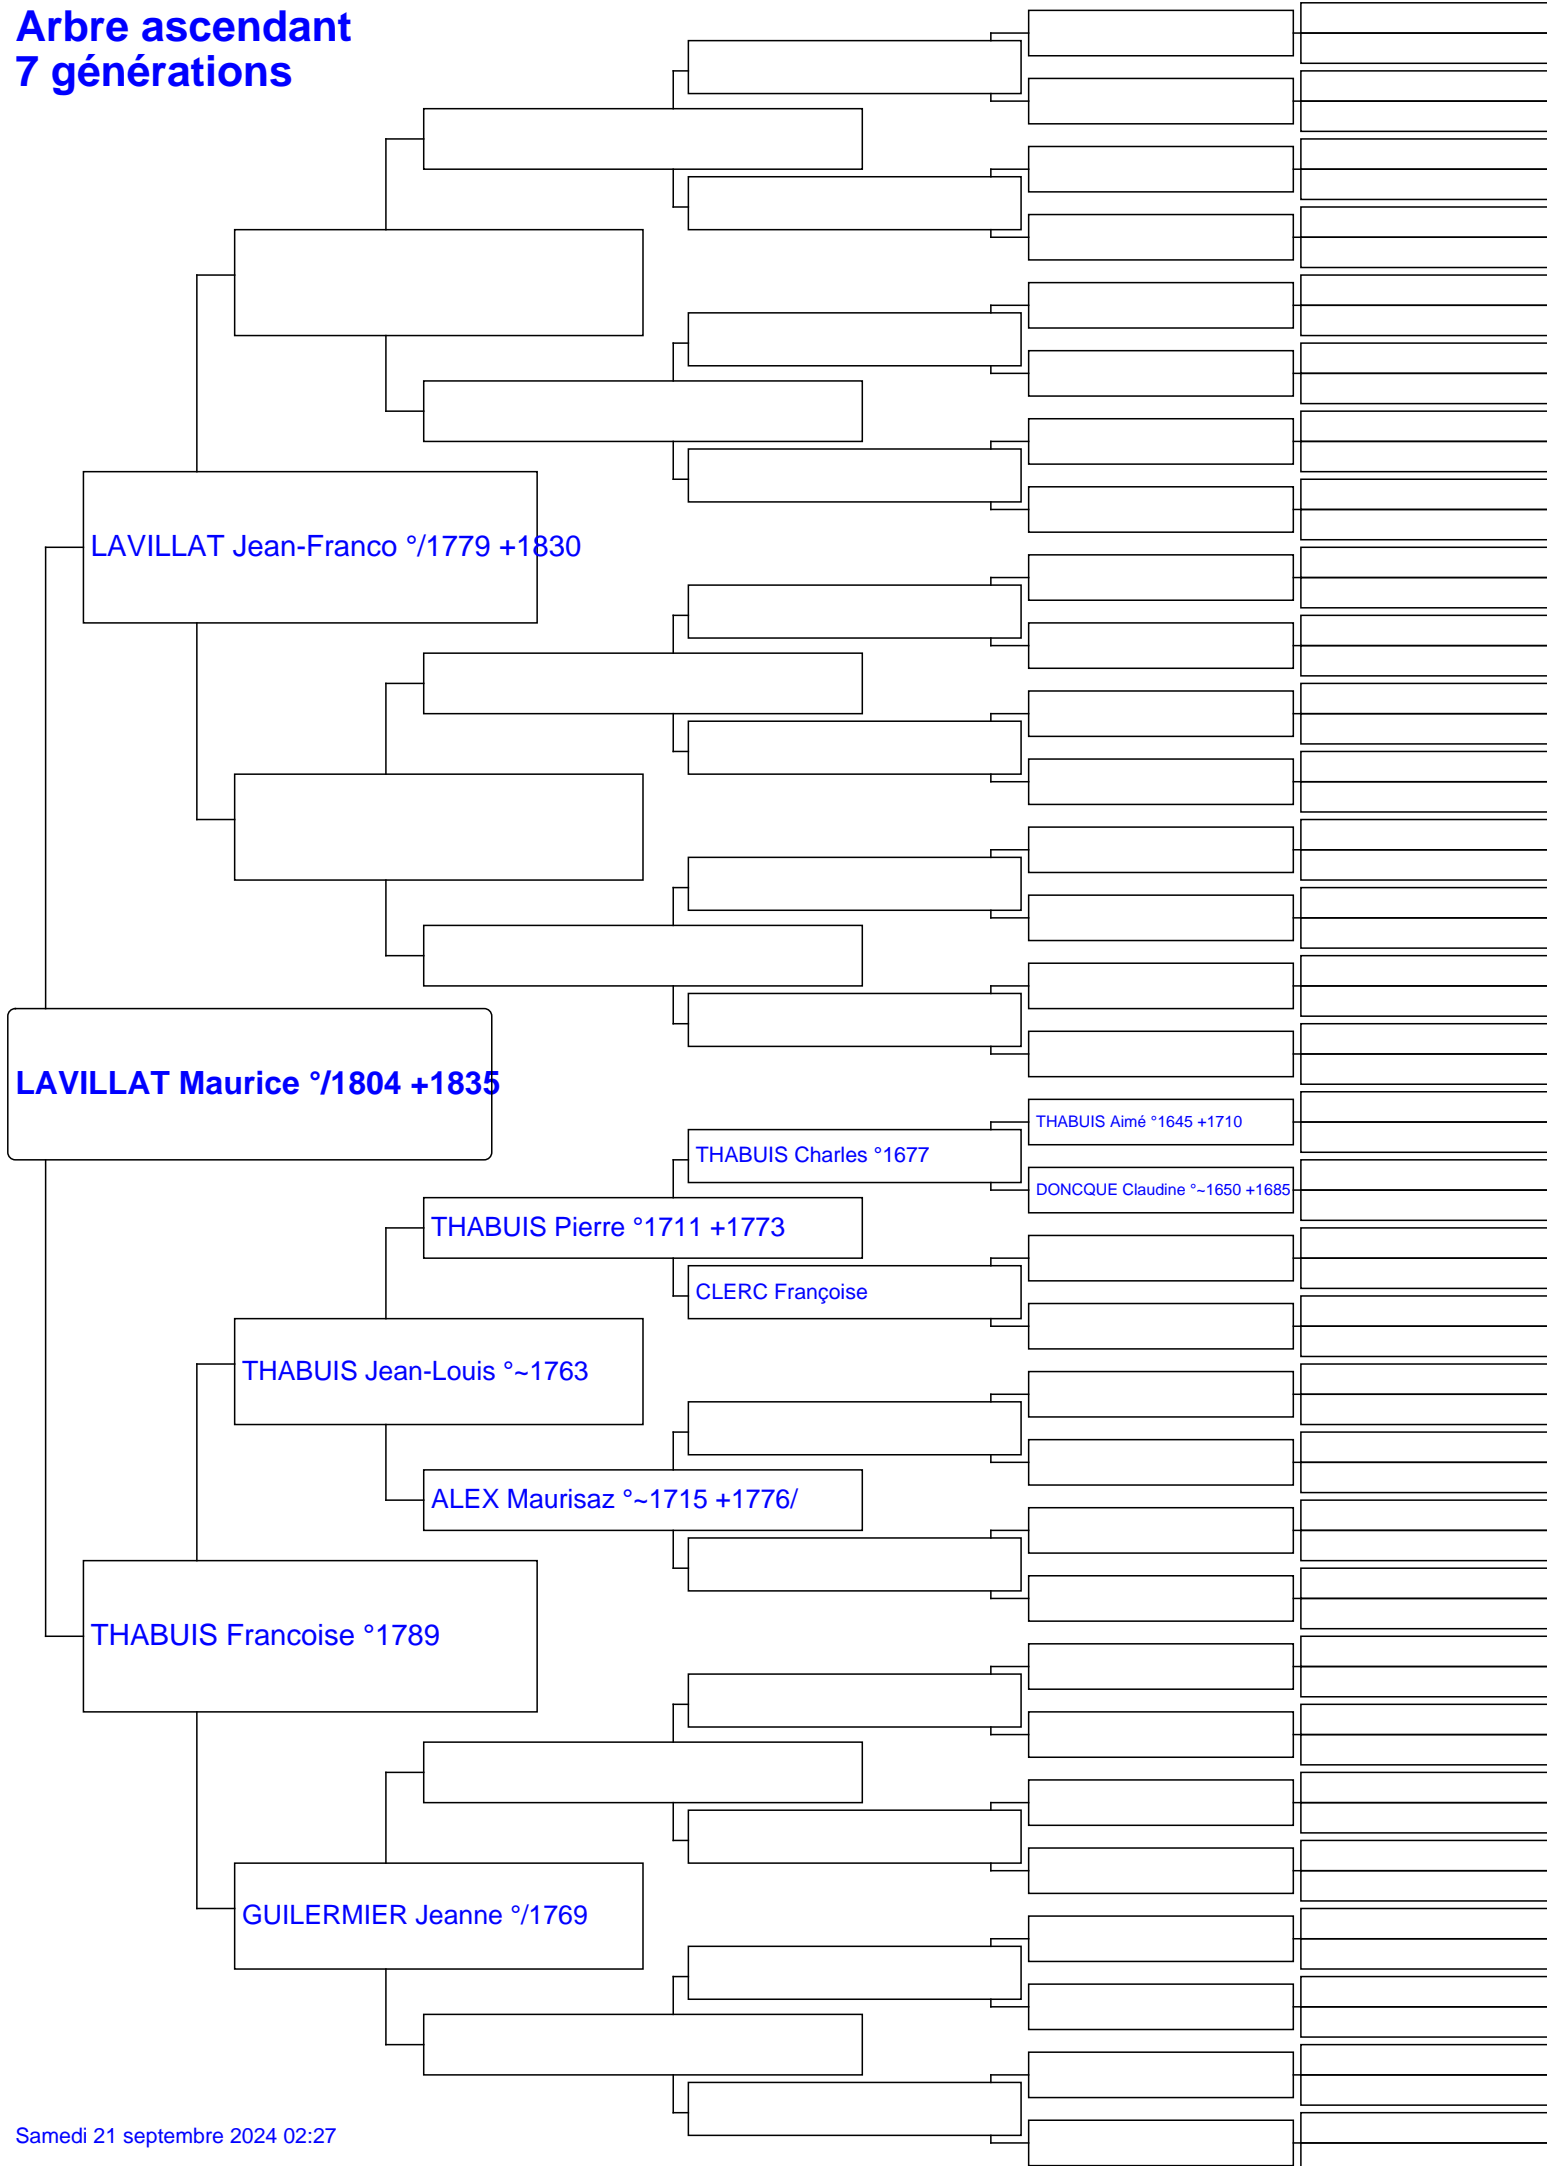 Arbre ascendant
7 générations
LAVILLAT Jean-Franco °/1779 +1830
LAVILLAT Maurice °/1804 +1835
THABUIS Aimé °1645 +1710
THABUIS Charles °1677
DONCQUE Claudine °~1650 +1685
THABUIS Pierre °1711 +1773
CLERC Françoise
THABUIS Jean-Louis °~1763
ALEX Maurisaz °~1715 +1776/
THABUIS Francoise °1789
GUILERMIER Jeanne °/1769
Samedi 21 septembre 2024 02:27